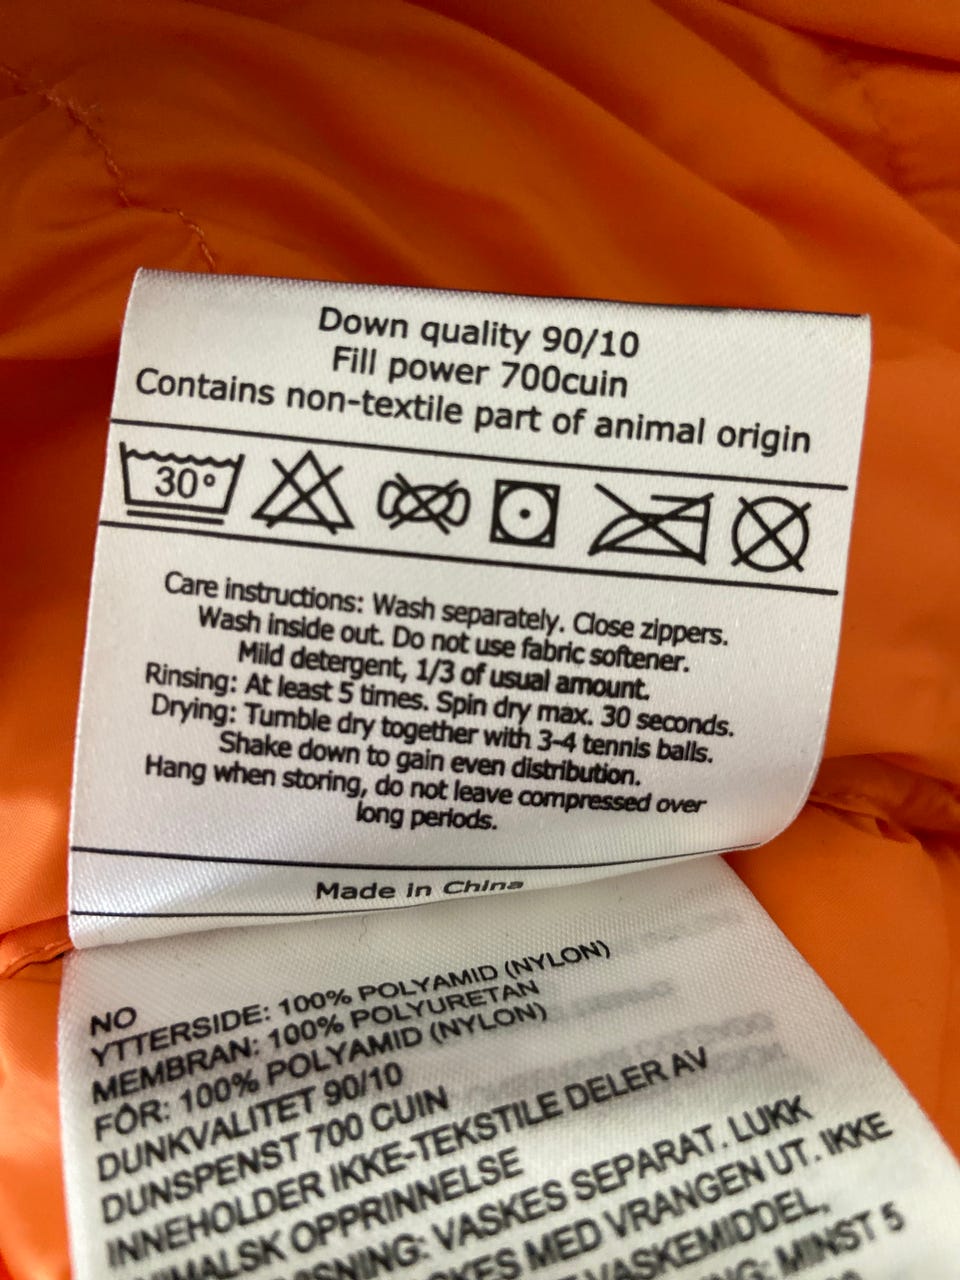 Down quality 90/10
Fill power 700cuin
Contains non-textile part of animal origin
30°
Care instructions: Wash separately. Close zippers.
Wash inside out. Do not use fabric softener.
Mild detergent, 1/3 of usual amount.
Rinsing: At least 5 times. Spin dry max. 30 seconds.
Drying: Tumble dry together with 3-4 tennis balls.
Shake down to gain even distribution.
Hang when storing, do not leave compressed over
long periods.
Made in China
NO
YTTERSIDE: 100% POLYAMID (NYLON)
MEMBRAN: 100% POLYURETAN
FÔR: 100% POLYAMID (NYLON)
DUNKVALITET 90/10
DUNSPENST 700 CUIN
INNEHOLDER IKKE-TEKSTILE DELER AV
OPPRINNELSE
VASKES SEPARAT. LUKK
MED VRANGEN UT. IKKE
VASKEMIDDEL,
MINST 5